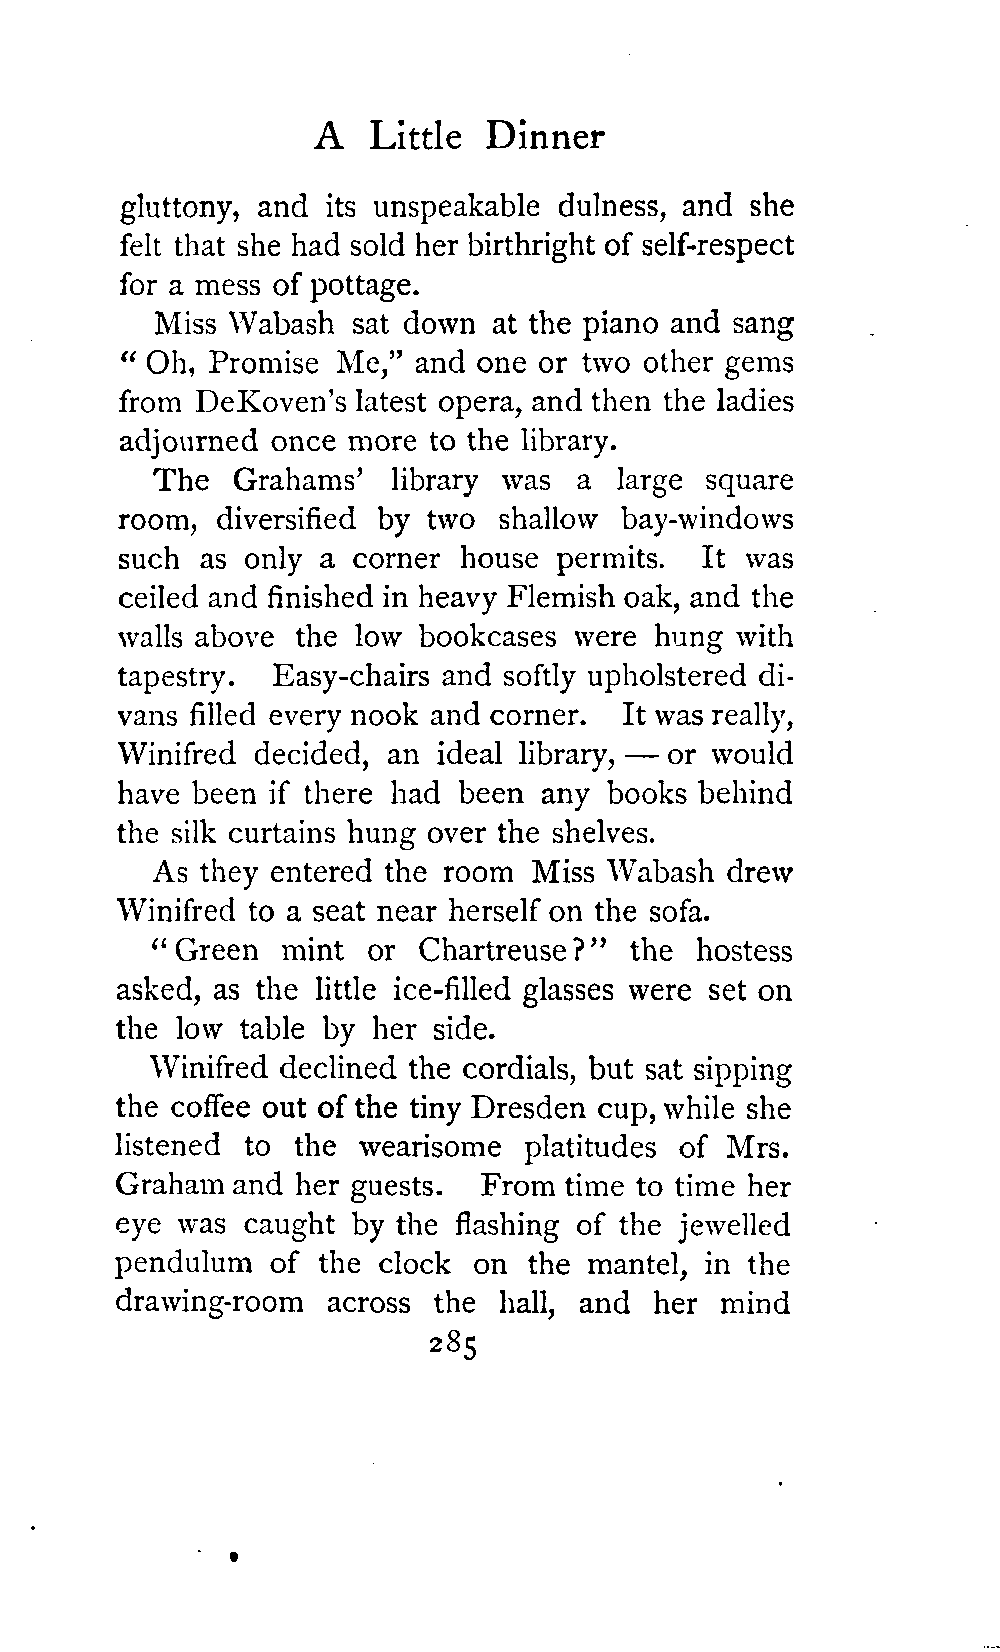 A Little Dinner
gluttony, and its unspeakable dulness, and she
felt that she had sold her birthright of self-respect
for a mess of pottage.
Miss Wabash sat down at the piano and sang
“ Oh, Promise Me,” and one or two other gems
from DeKoven's latest opera, and then the ladies
adjourned once more to the library.
The Grahams' library was a large square
room, diversified by two shallow bay-windows
such as only a corner house permits. It was
ceiled and finished in heavy Flemish oak, and the
walls above the low bookcases were hung with
tapestry. Easy-chairs and softly upholstered di-
vans filled every nook and corner. It was really,
Winifred decided, an ideal library, — or would
have been if there had been any books behind
the silk curtains hung over the shelves.
As they entered the room Miss Wabash drew
Winifred to a seat near herself on the sofa.
“ Green mint or Chartreuse?” the hostess
asked, as the little ice-filled glasses were set on
the low table by her side.
Winifred declined the cordials, but sat sipping
the coffee out of the tiny Dresden cup, while she
listened to the wearisome platitudes of Mrs.
Graham and her guests. From time to time her
eye was caught by the flashing of the jewelled
pendulum of the clock on the mantel, in the
drawing-room across the hall, and her mind
285